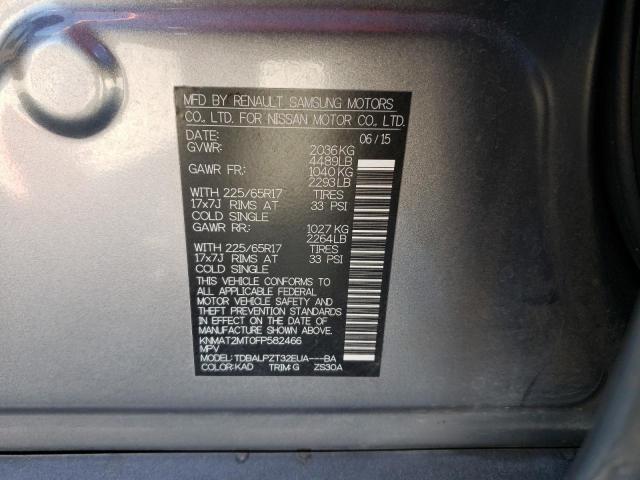 MFD BY RENAULT SAMSUNG MOTORS
CO., LTD. FOR NISSAN MOTOR CO., LTD.
DATE: 06/15
GVWR: 2036KG
4489LB
GAWR FR: 1040KG
2293LB
WITH 225/65R17 TIRES
17x7J RIMS AT 33 PSI
COLD SINGLE
GAWR RR: 1027KG
2264LB
WITH 225/65R17 TIRES
17x7J RIMS AT 33 PSI
COLD SINGLE
THIS VEHICLE CONFORMS TO
ALL APPLICABLE FEDERAL
MOTOR VEHICLE SAFETY AND
THEFT PREVENTION STANDARDS
IN EFFECT ON THE DATE OF
MANUFACTURE SHOWN ABOVE.
KNMAT2MT0FP582466
MPV
MODEL: TDBALPZT32EUA---BA
COLOR: KAD TRIM: G ZS30A